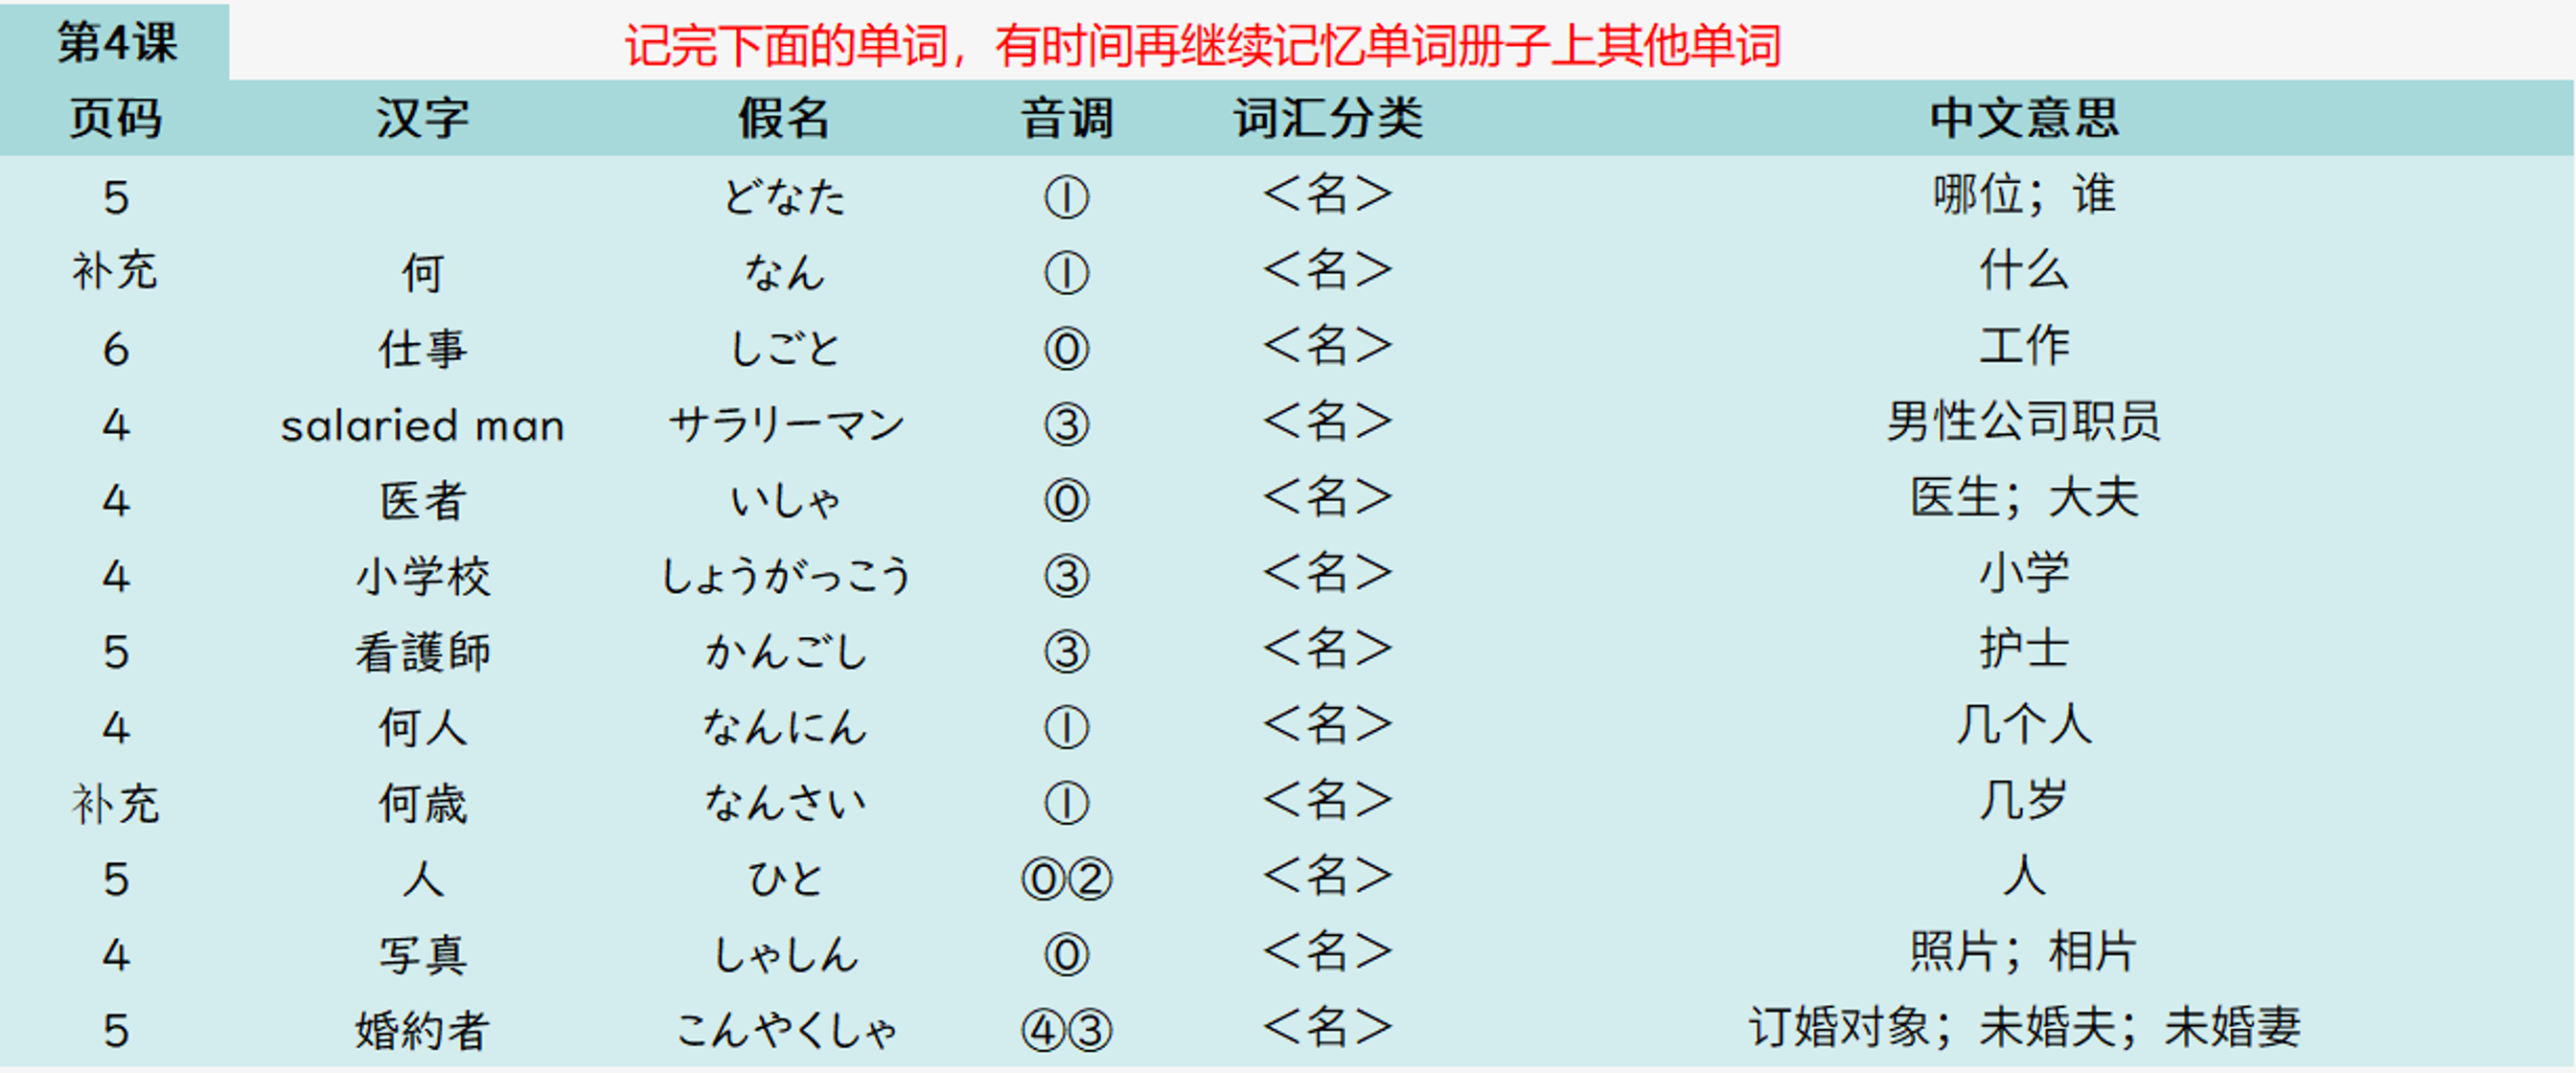 第4课 记完下面的单词，有时间再继续记忆单词册子上其他单词
页码 汉字 假名 音调 词汇分类 中文意思
5 どなた ① ＜名＞ 哪位；谁
补充 何 なん ① ＜名＞ 什么
6 仕事 しごと ⓪ ＜名＞ 工作
4 salaried man サラリーマン ③ ＜名＞ 男性公司职员
4 医者 いしゃ ⓪ ＜名＞ 医生；大夫
4 小学校 しょうがっこう ③ ＜名＞ 小学
5 看護師 かんごし ③ ＜名＞ 护士
4 何人 なんにん ① ＜名＞ 几个人
补充 何歳 なんさい ① ＜名＞ 几岁
5 人 ひと ⓪② ＜名＞ 人
4 写真 しゃしん ⓪ ＜名＞ 照片；相片
5 婚約者 こんやくしゃ ④③ ＜名＞ 订婚对象；未婚夫；未婚妻